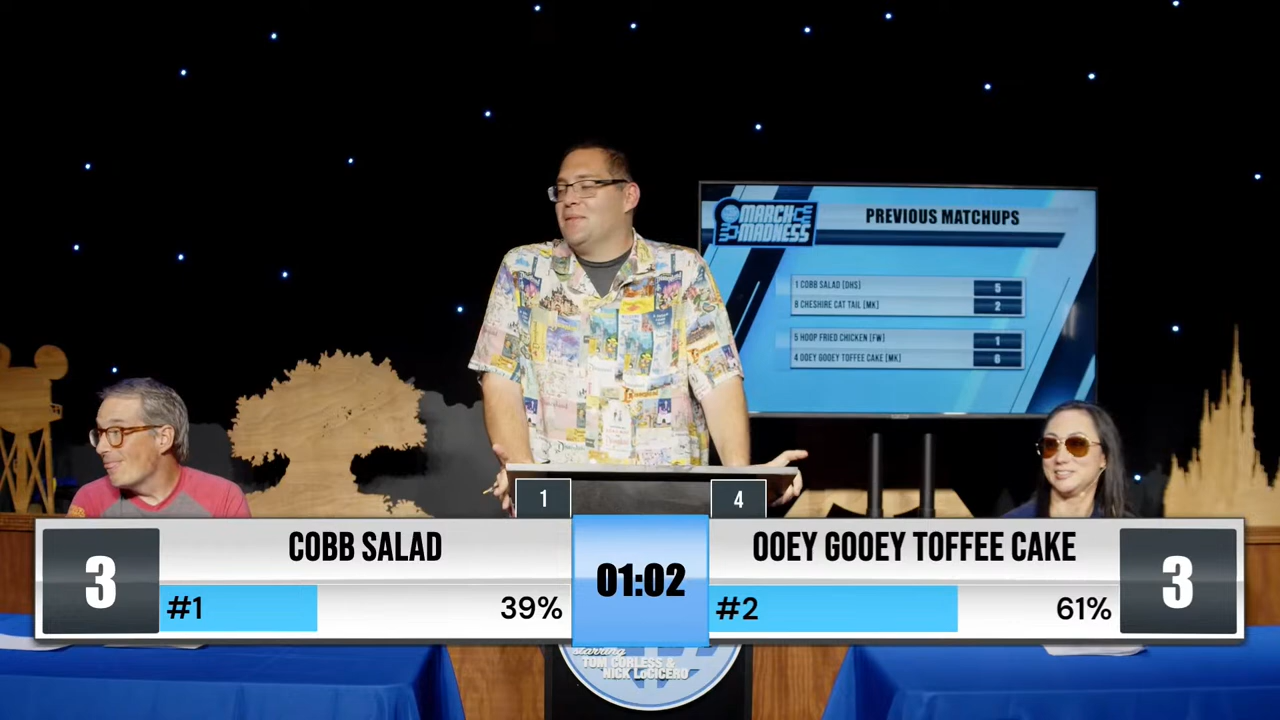 MARCH
MADNESS
PREVIOUS MATCHUPS
1 COBB SALAD [DHS] 5
8 CHESHIRE CAT TAIL [MK] 2
5 HOOP FRIED CHICKEN [FW] 1
4 OOEY GOOEY TOFFEE CAKE [MK] 6
1
4
3
COBB SALAD
#1 39%
01:02
OOEY GOOEY TOFFEE CAKE
#2 61%
3
starring
TOM CORLESS &
NICK LoCICERO